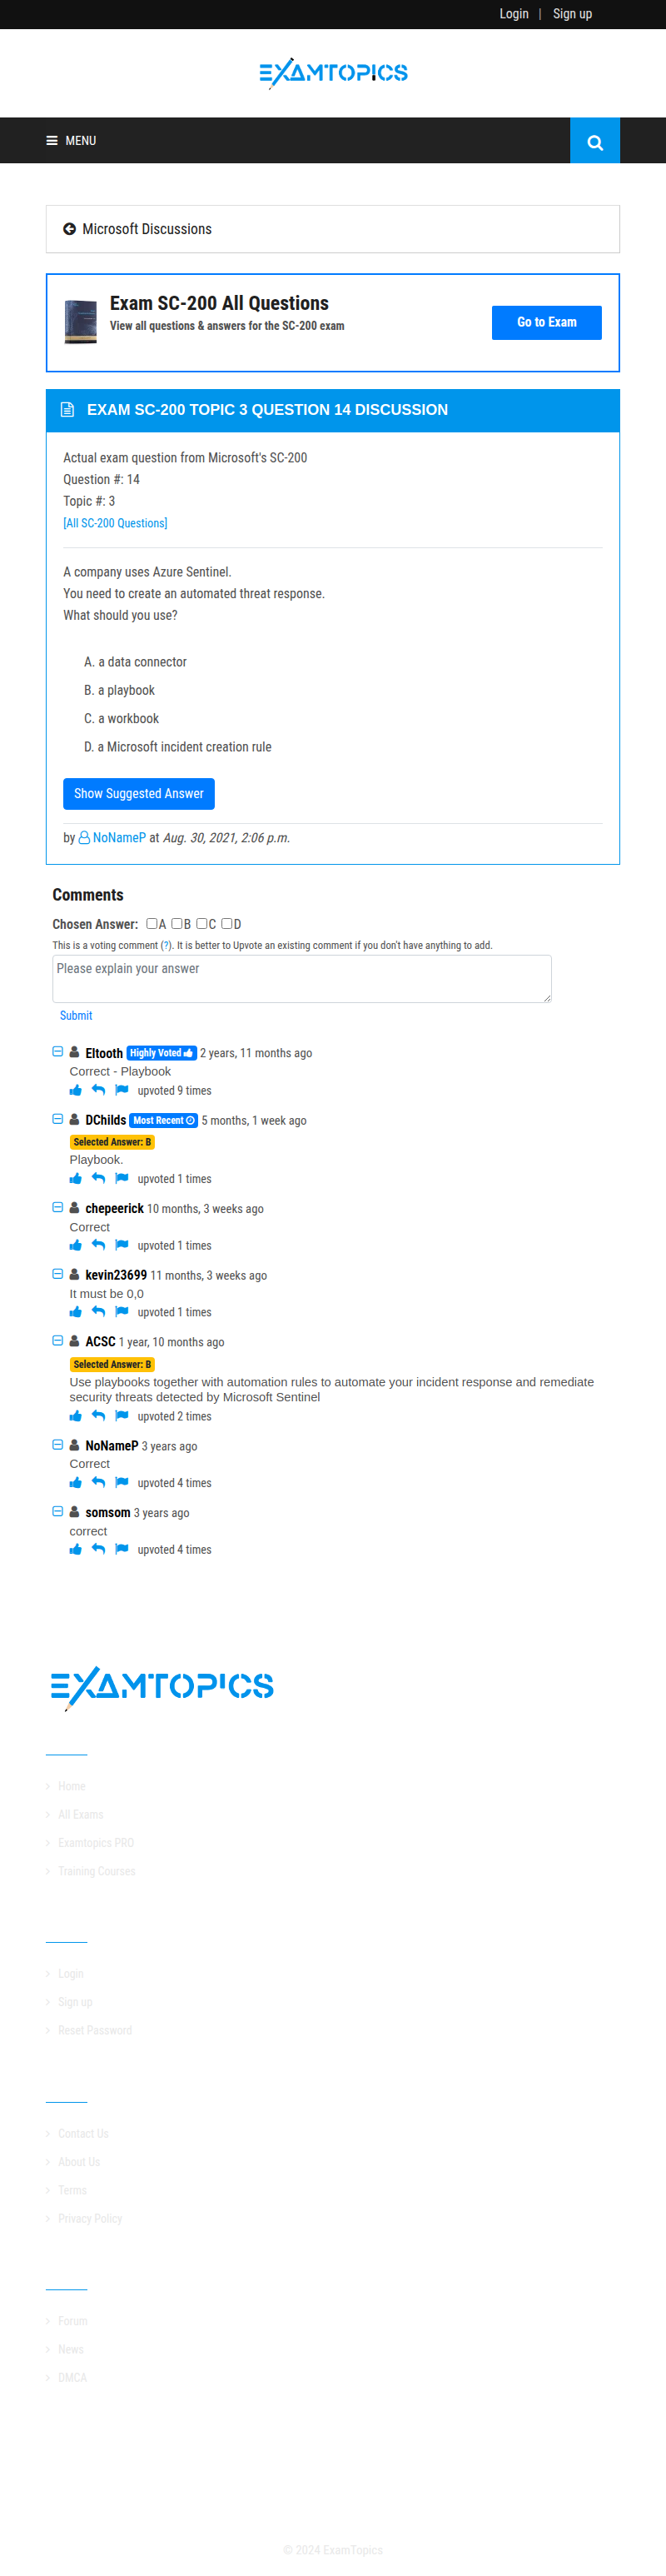 Login | Sign up
EXAMTOPICS
MENU
Microsoft Discussions
Exam SC-200 All Questions
View all questions & answers for the SC-200 exam
Go to Exam
EXAM SC-200 TOPIC 3 QUESTION 14 DISCUSSION
Actual exam question from Microsoft's SC-200
Question #: 14
Topic #: 3
[All SC-200 Questions]
A company uses Azure Sentinel.
You need to create an automated threat response.
What should you use?
A. a data connector
B. a playbook
C. a workbook
D. a Microsoft incident creation rule
Show Suggested Answer
by NoNameP at Aug. 30, 2021, 2:06 p.m.
Comments
Chosen Answer: A B C D
This is a voting comment (?). It is better to Upvote an existing comment if you don't have anything to add.
Please explain your answer
Submit
Eltooth Highly Voted 2 years, 11 months ago
Correct - Playbook
upvoted 9 times
DChilds Most Recent 5 months, 1 week ago
Selected Answer: B
Playbook.
upvoted 1 times
chepeerick 10 months, 3 weeks ago
Correct
upvoted 1 times
kevin23699 11 months, 3 weeks ago
It must be 0,0
upvoted 1 times
ACSC 1 year, 10 months ago
Selected Answer: B
Use playbooks together with automation rules to automate your incident response and remediate
security threats detected by Microsoft Sentinel
upvoted 2 times
NoNameP 3 years ago
Correct
upvoted 4 times
somsom 3 years ago
correct
upvoted 4 times
EXAMTOPICS
Home
All Exams
Examtopics PRO
Training Courses
Login
Sign up
Reset Password
Contact Us
About Us
Terms
Privacy Policy
Forum
News
DMCA
© 2024 ExamTopics